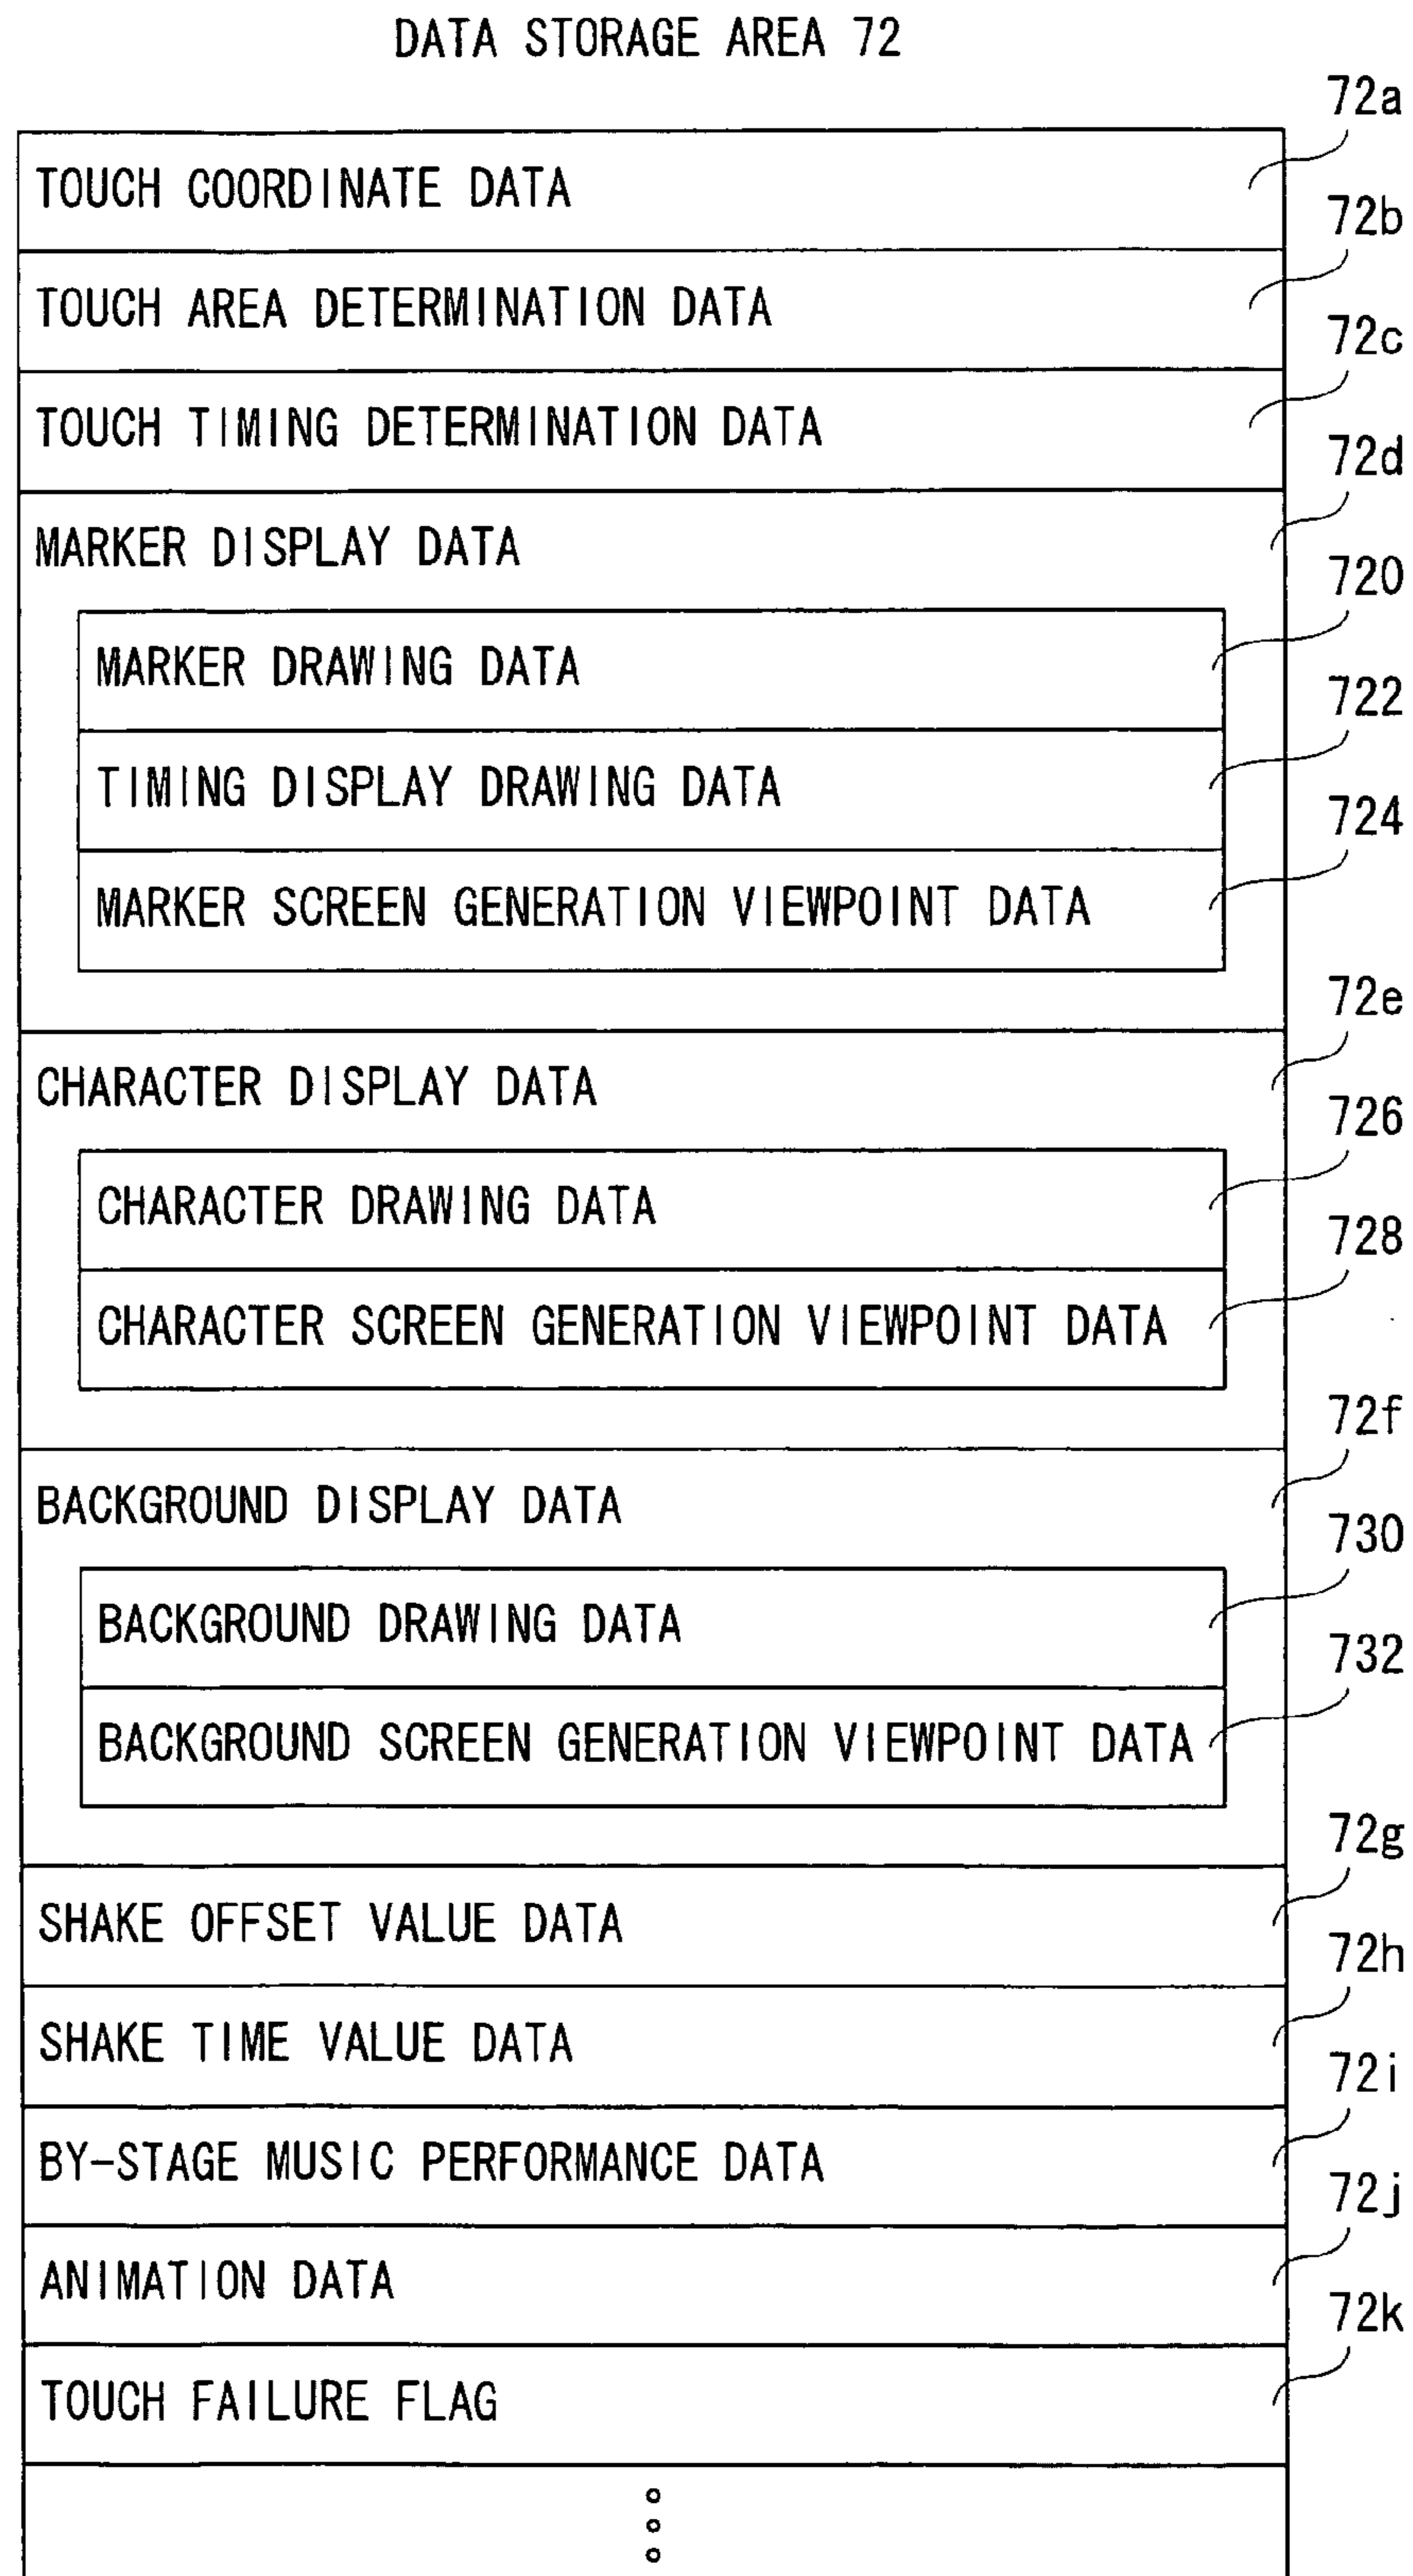 DATA STORAGE AREA 72
72a
TOUCH COORDINATE DATA
72b
TOUCH AREA DETERMINATION DATA
72c
TOUCH TIMING DETERMINATION DATA
72d
MARKER DISPLAY DATA
720
MARKER DRAWING DATA
722
TIMING DISPLAY DRAWING DATA
724
MARKER SCREEN GENERATION VIEWPOINT DATA
72e
CHARACTER DISPLAY DATA
726
CHARACTER DRAWING DATA
728
CHARACTER SCREEN GENERATION VIEWPOINT DATA
72f
BACKGROUND DISPLAY DATA
730
BACKGROUND DRAWING DATA
732
BACKGROUND SCREEN GENERATION VIEWPOINT DATA
72g
SHAKE OFFSET VALUE DATA
72h
SHAKE TIME VALUE DATA
72i
BY-STAGE MUSIC PERFORMANCE DATA
72j
ANIMATION DATA
72k
TOUCH FAILURE FLAG